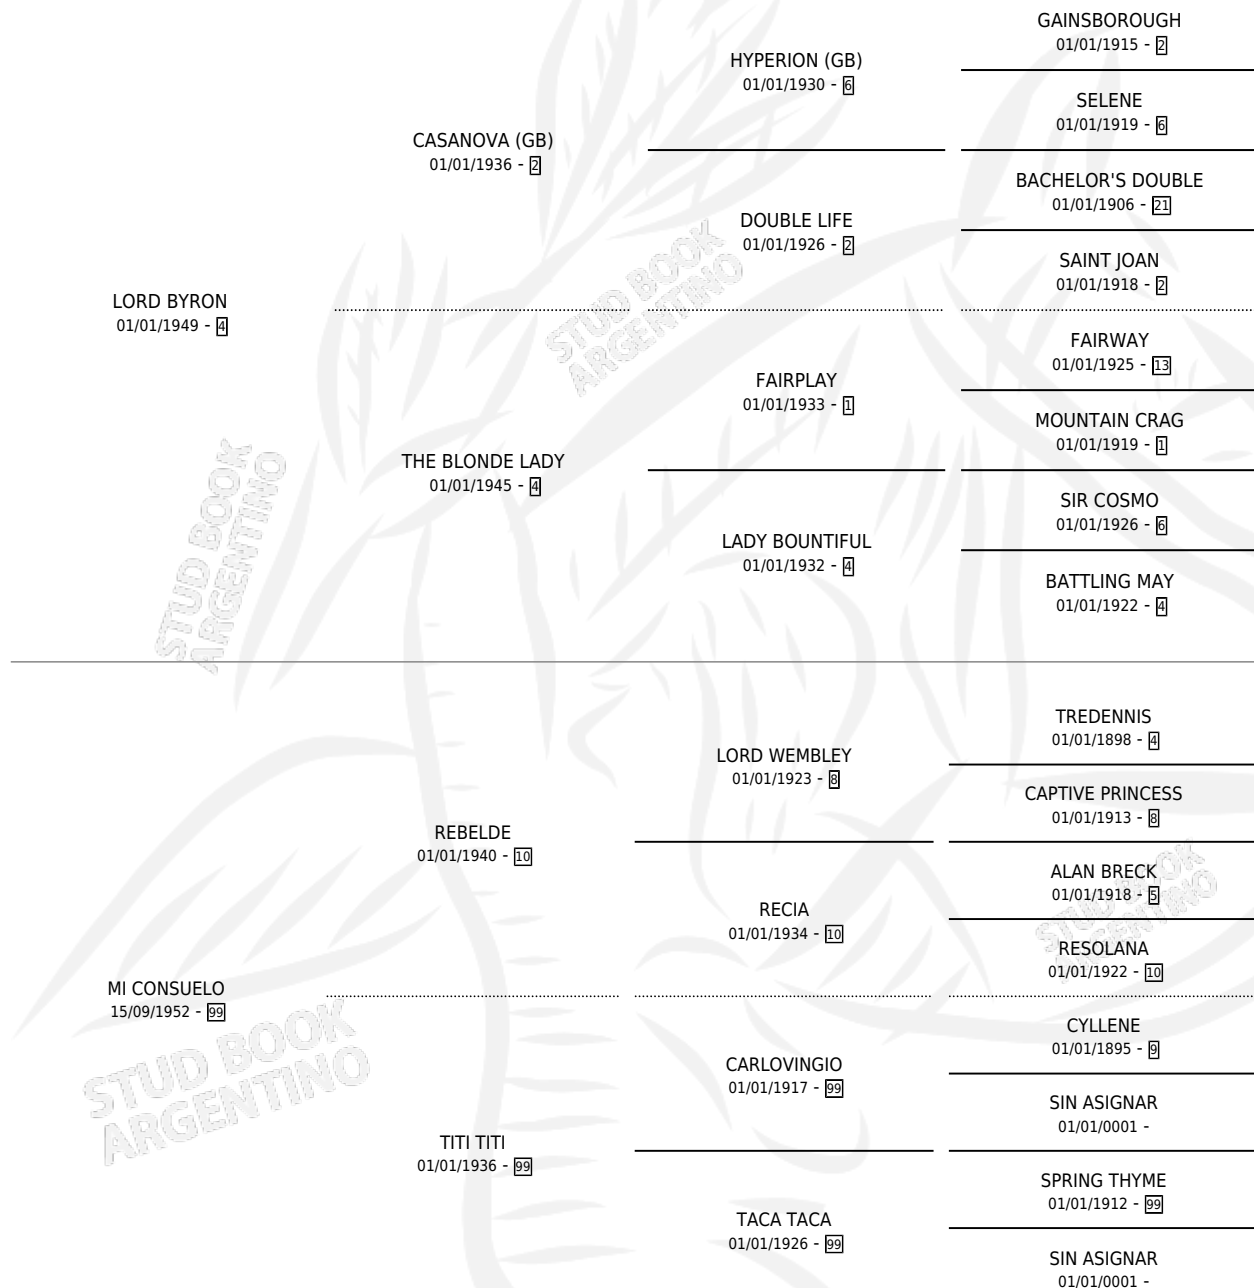 GAINSBOROUGH
01/01/1915 - 2
HYPERION (GB)
01/01/1930 - 6
SELENE
01/01/1919 - 6
CASANOVA (GB)
01/01/1936 - 2
BACHELOR'S DOUBLE
01/01/1906 - 21
DOUBLE LIFE
01/01/1926 - 2
SAINT JOAN
01/01/1918 - 2
LORD BYRON
01/01/1949 - 4
STUD BOOK
ARGENTINO
FAIRWAY
01/01/1925 - 13
FAIRPLAY
01/01/1933 - 1
MOUNTAIN CRAG
01/01/1919 - 1
THE BLONDE LADY
01/01/1945 - 4
SIR COSMO
01/01/1926 - 6
LADY BOUNTIFUL
01/01/1932 - 4
BATTLING MAY
01/01/1922 - 4
STUD BOOK
ARGENTINO
TREDENNIS
01/01/1898 - 4
LORD WEMBLEY
01/01/1923 - 8
CAPTIVE PRINCESS
01/01/1913 - 8
REBELDE
01/01/1940 - 10
ALAN BRECK
01/01/1918 - 5
STUD BOOK
ARGENTINO
RECIA
01/01/1934 - 10
RESOLANA
01/01/1922 - 10
MI CONSUELO
15/09/1952 - 99
STUD BOOK
ARGENTINO
CYLLENE
01/01/1895 - 9
CARLOVINGIO
01/01/1917 - 99
SIN ASIGNAR
01/01/0001 -
TITI TITI
01/01/1936 - 99
SPRING THYME
01/01/1912 - 99
TACA TACA
01/01/1926 - 99
SIN ASIGNAR
01/01/0001 -